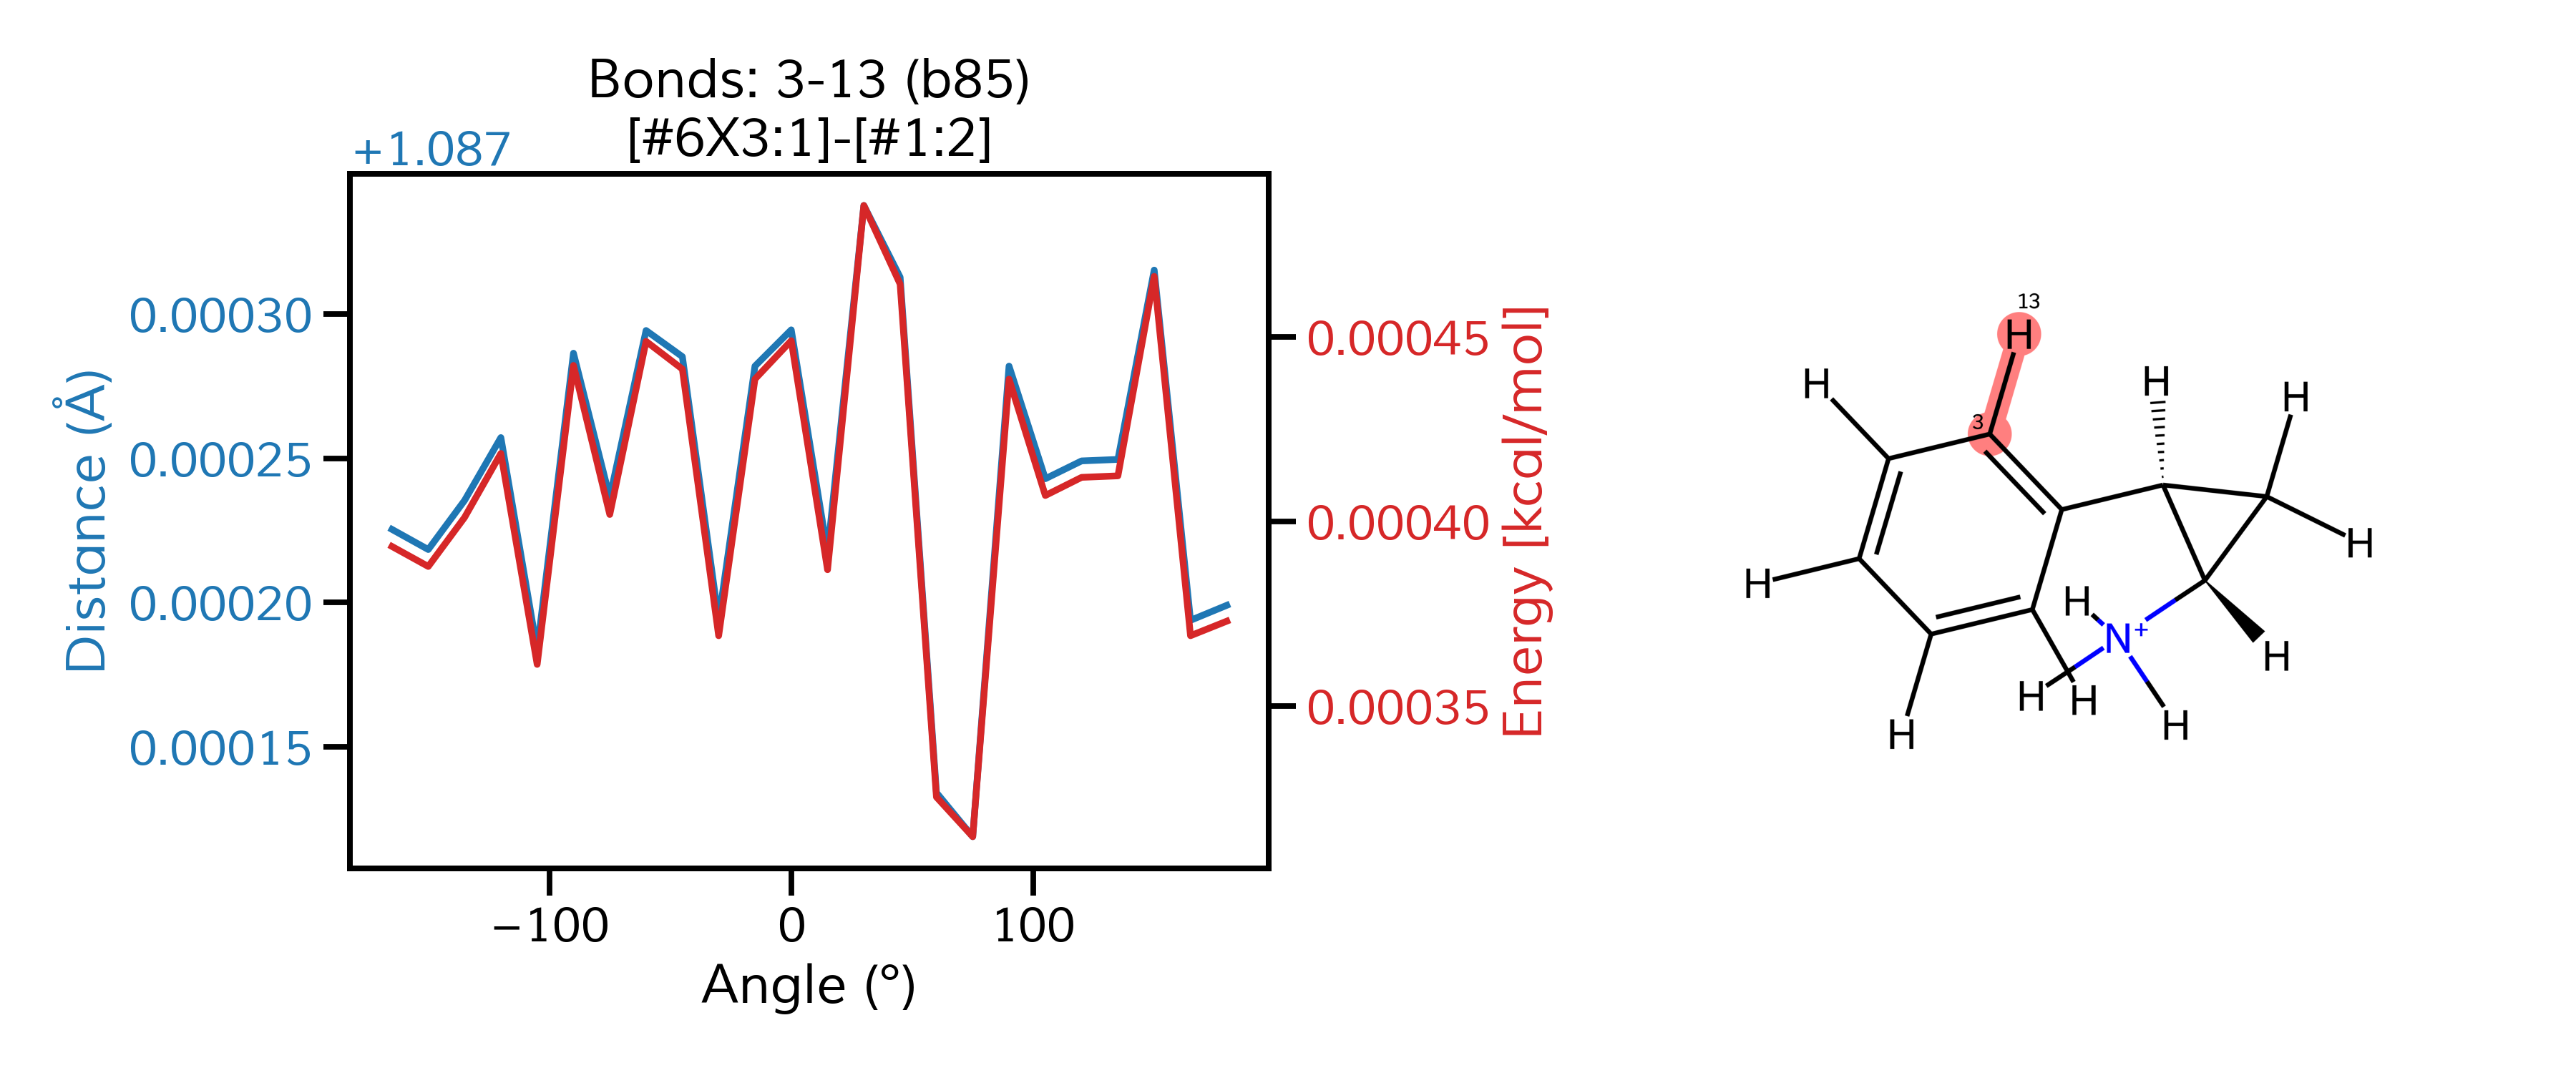 Bonds: 3-13 (b85)
[#6X3:1]-[#1:2]
+1.087
0.00030
0.00025
0.00020
0.00015
Distance (Å)
0.00045
0.00040
0.00035
Energy [kcal/mol]
−100
0
100
Angle (°)
13
H
3
H
H
H
H
H
H
N+
H
H
H
H
H
H